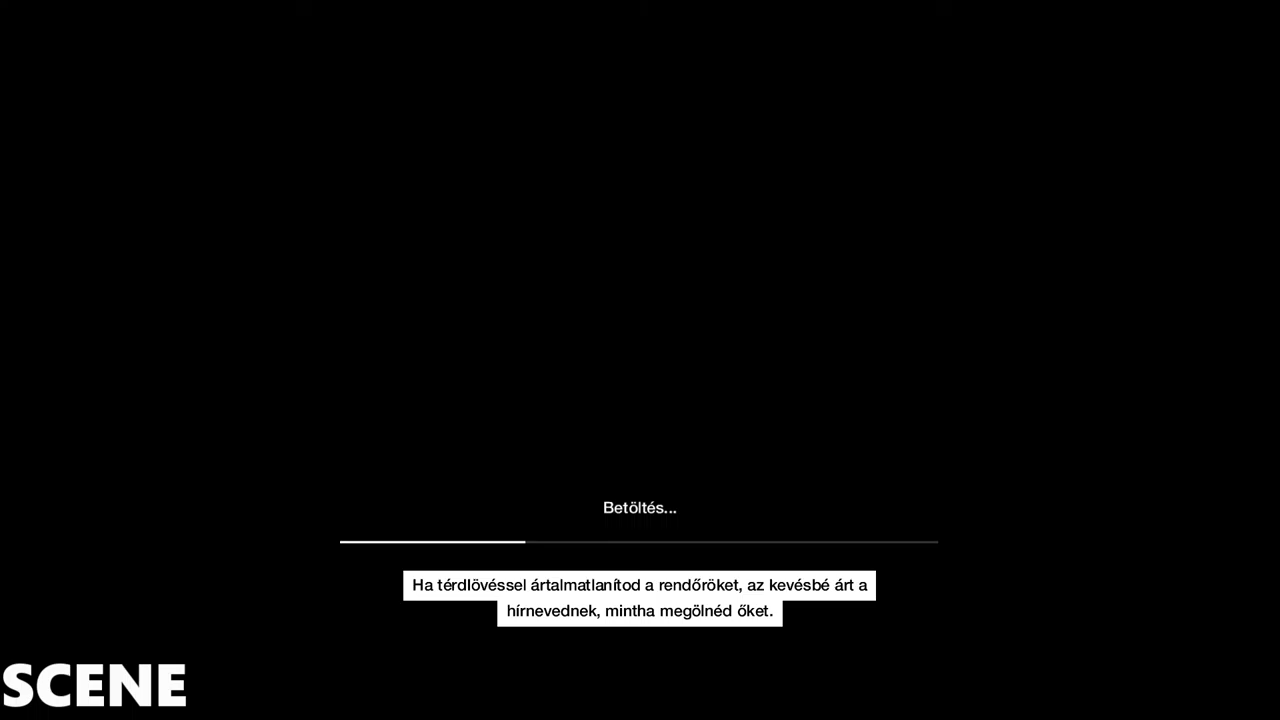 Betöltés...
Ha térdlövéssel ártalmatlanítod a rendőröket, az kevésbé árt a
hírnevednek, mintha megölnéd őket.
SCENE